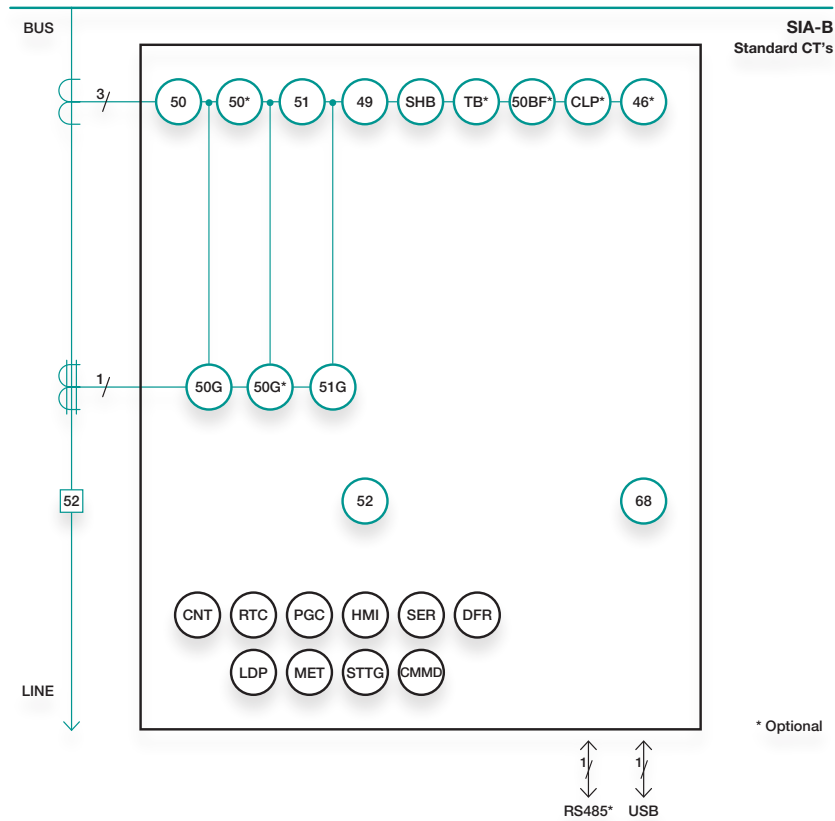 BUS
SIA-B
Standard CT's
3
50 50* 51 49 SHB TB* 50BF* CLP* 46*
1
50G 50G* 51G
52 52 68
CNT RTC PGC HMI SER DFR
LDP MET STTG CMMD
LINE
* Optional
1 1
RS485* USB